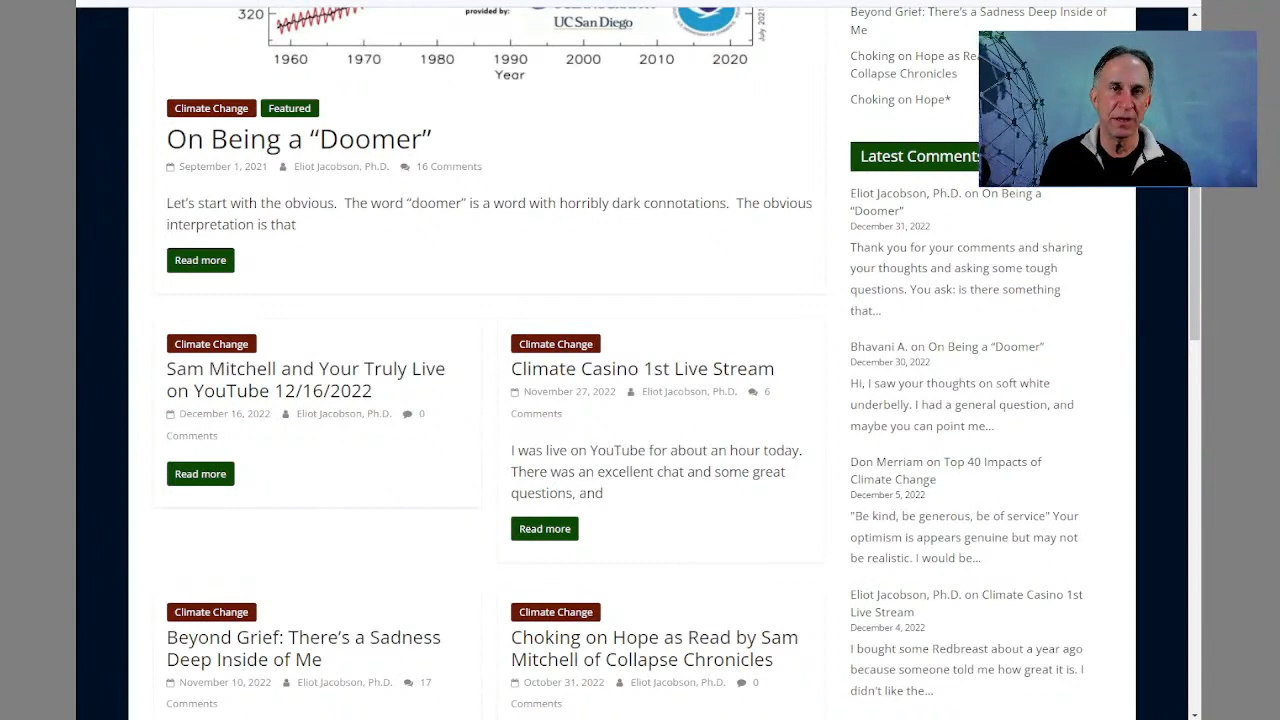 320
provided by:
UC San Diego
July 2021
1960 1970 1980 1990 2000 2010 2020
Year
Climate Change Featured
On Being a “Doomer”
September 1, 2021 Eliot Jacobson, Ph.D. 16 Comments
Let’s start with the obvious. The word “doomer” is a word with horribly dark connotations. The obvious
interpretation is that
Read more
Climate Change
Sam Mitchell and Your Truly Live
on YouTube 12/16/2022
December 16, 2022 Eliot Jacobson, Ph.D. 0
Comments
Read more
Climate Change
Climate Casino 1st Live Stream
November 27, 2022 Eliot Jacobson, Ph.D. 6
Comments
I was live on YouTube for about an hour today.
There was an excellent chat and some great
questions, and
Read more
Climate Change
Beyond Grief: There’s a Sadness
Deep Inside of Me
November 10, 2022 Eliot Jacobson, Ph.D. 17
Comments
Climate Change
Choking on Hope as Read by Sam
Mitchell of Collapse Chronicles
October 31, 2022 Eliot Jacobson, Ph.D. 0
Comments
Beyond Grief: There’s a Sadness Deep Inside of
Me
Choking on Hope as
Collapse Chronicles
Choking on Hope*
Latest Comments
Eliot Jacobson, Ph.D. on On Being a
“Doomer”
December 31, 2022
Thank you for your comments and sharing
your thoughts and asking some tough
questions. You ask: is there something
that…
Bhavani A. on On Being a “Doomer”
December 30, 2022
Hi, I saw your thoughts on soft white
underbelly. I had a general question, and
maybe you can point me…
Don Merriam on Top 40 Impacts of
Climate Change
December 5, 2022
"Be kind, be generous, be of service" Your
optimism is appears genuine but may not
be realistic. I would be…
Eliot Jacobson, Ph.D. on Climate Casino 1st
Live Stream
December 4, 2022
I bought some Redbreast about a year ago
because someone told me how great it is. I
didn't like the…